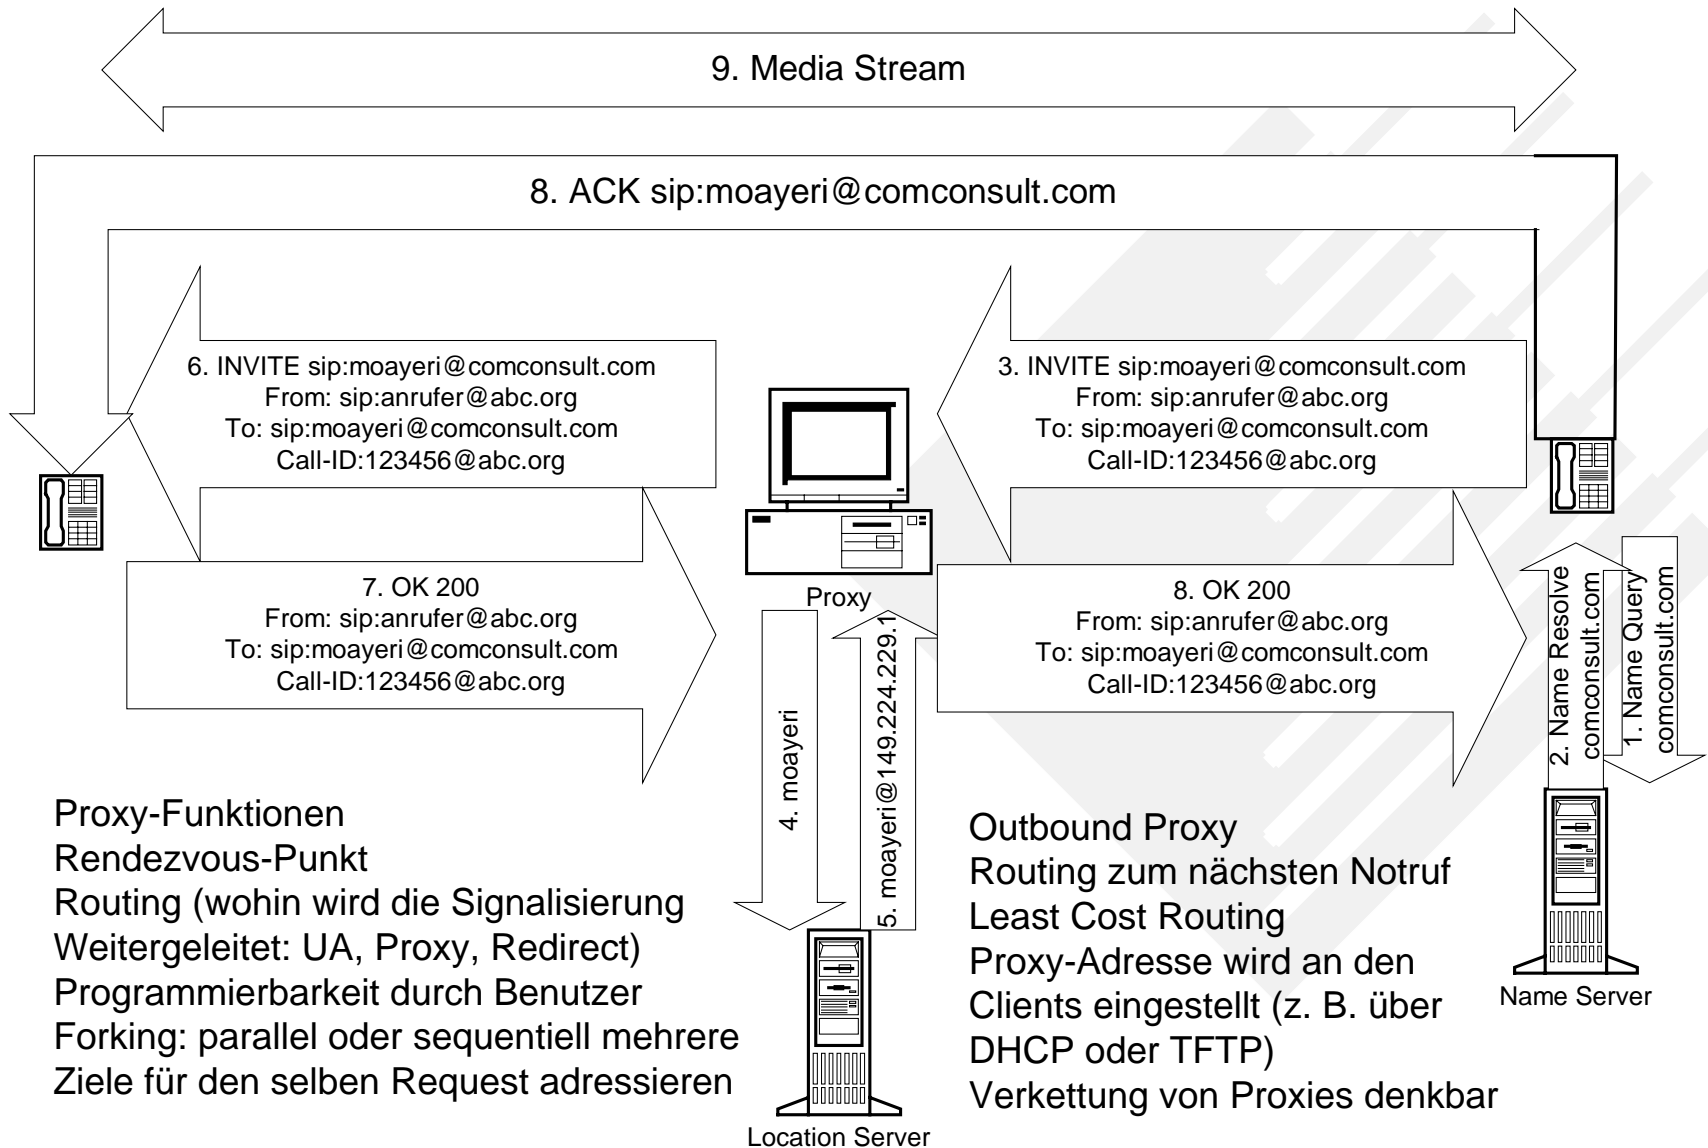 9. Media Stream
8. ACK sip:moayeri@comconsult.com
6. INVITE sip:moayeri@comconsult.com
From: sip:anrufer@abc.org
To: sip:moayeri@comconsult.com
Call-ID:123456@abc.org
3. INVITE sip:moayeri@comconsult.com
From: sip:anrufer@abc.org
To: sip:moayeri@comconsult.com
Call-ID:123456@abc.org
7. OK 200
From: sip:anrufer@abc.org
To: sip:moayeri@comconsult.com
Call-ID:123456@abc.org
Proxy
8. OK 200
From: sip:anrufer@abc.org
To: sip:moayeri@comconsult.com
Call-ID:123456@abc.org
2. Name Resolve
comconsult.com
1. Name Query
comconsult.com
4. moayeri
5. moayeri@149.224.229.1
Proxy-Funktionen
Rendezvous-Punkt
Routing (wohin wird die Signalisierung
Weitergeleitet: UA, Proxy, Redirect)
Programmierbarkeit durch Benutzer
Forking: parallel oder sequentiell mehrere
Ziele für den selben Request adressieren
Outbound Proxy
Routing zum nächsten Notruf
Least Cost Routing
Proxy-Adresse wird an den
Clients eingestellt (z. B. über
DHCP oder TFTP)
Verkettung von Proxies denkbar
Name Server
Location Server